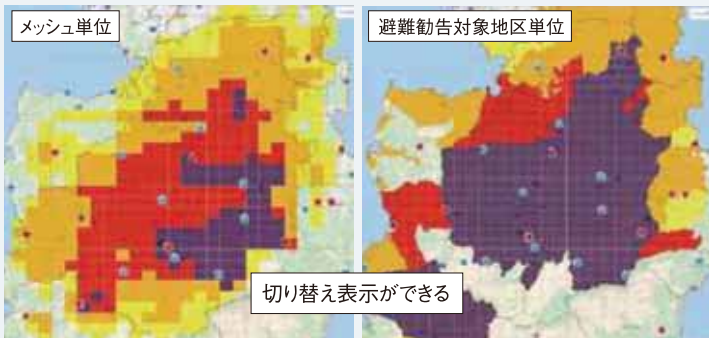 メッシュ単位
避難勧告対象地区単位
切り替え表示ができる